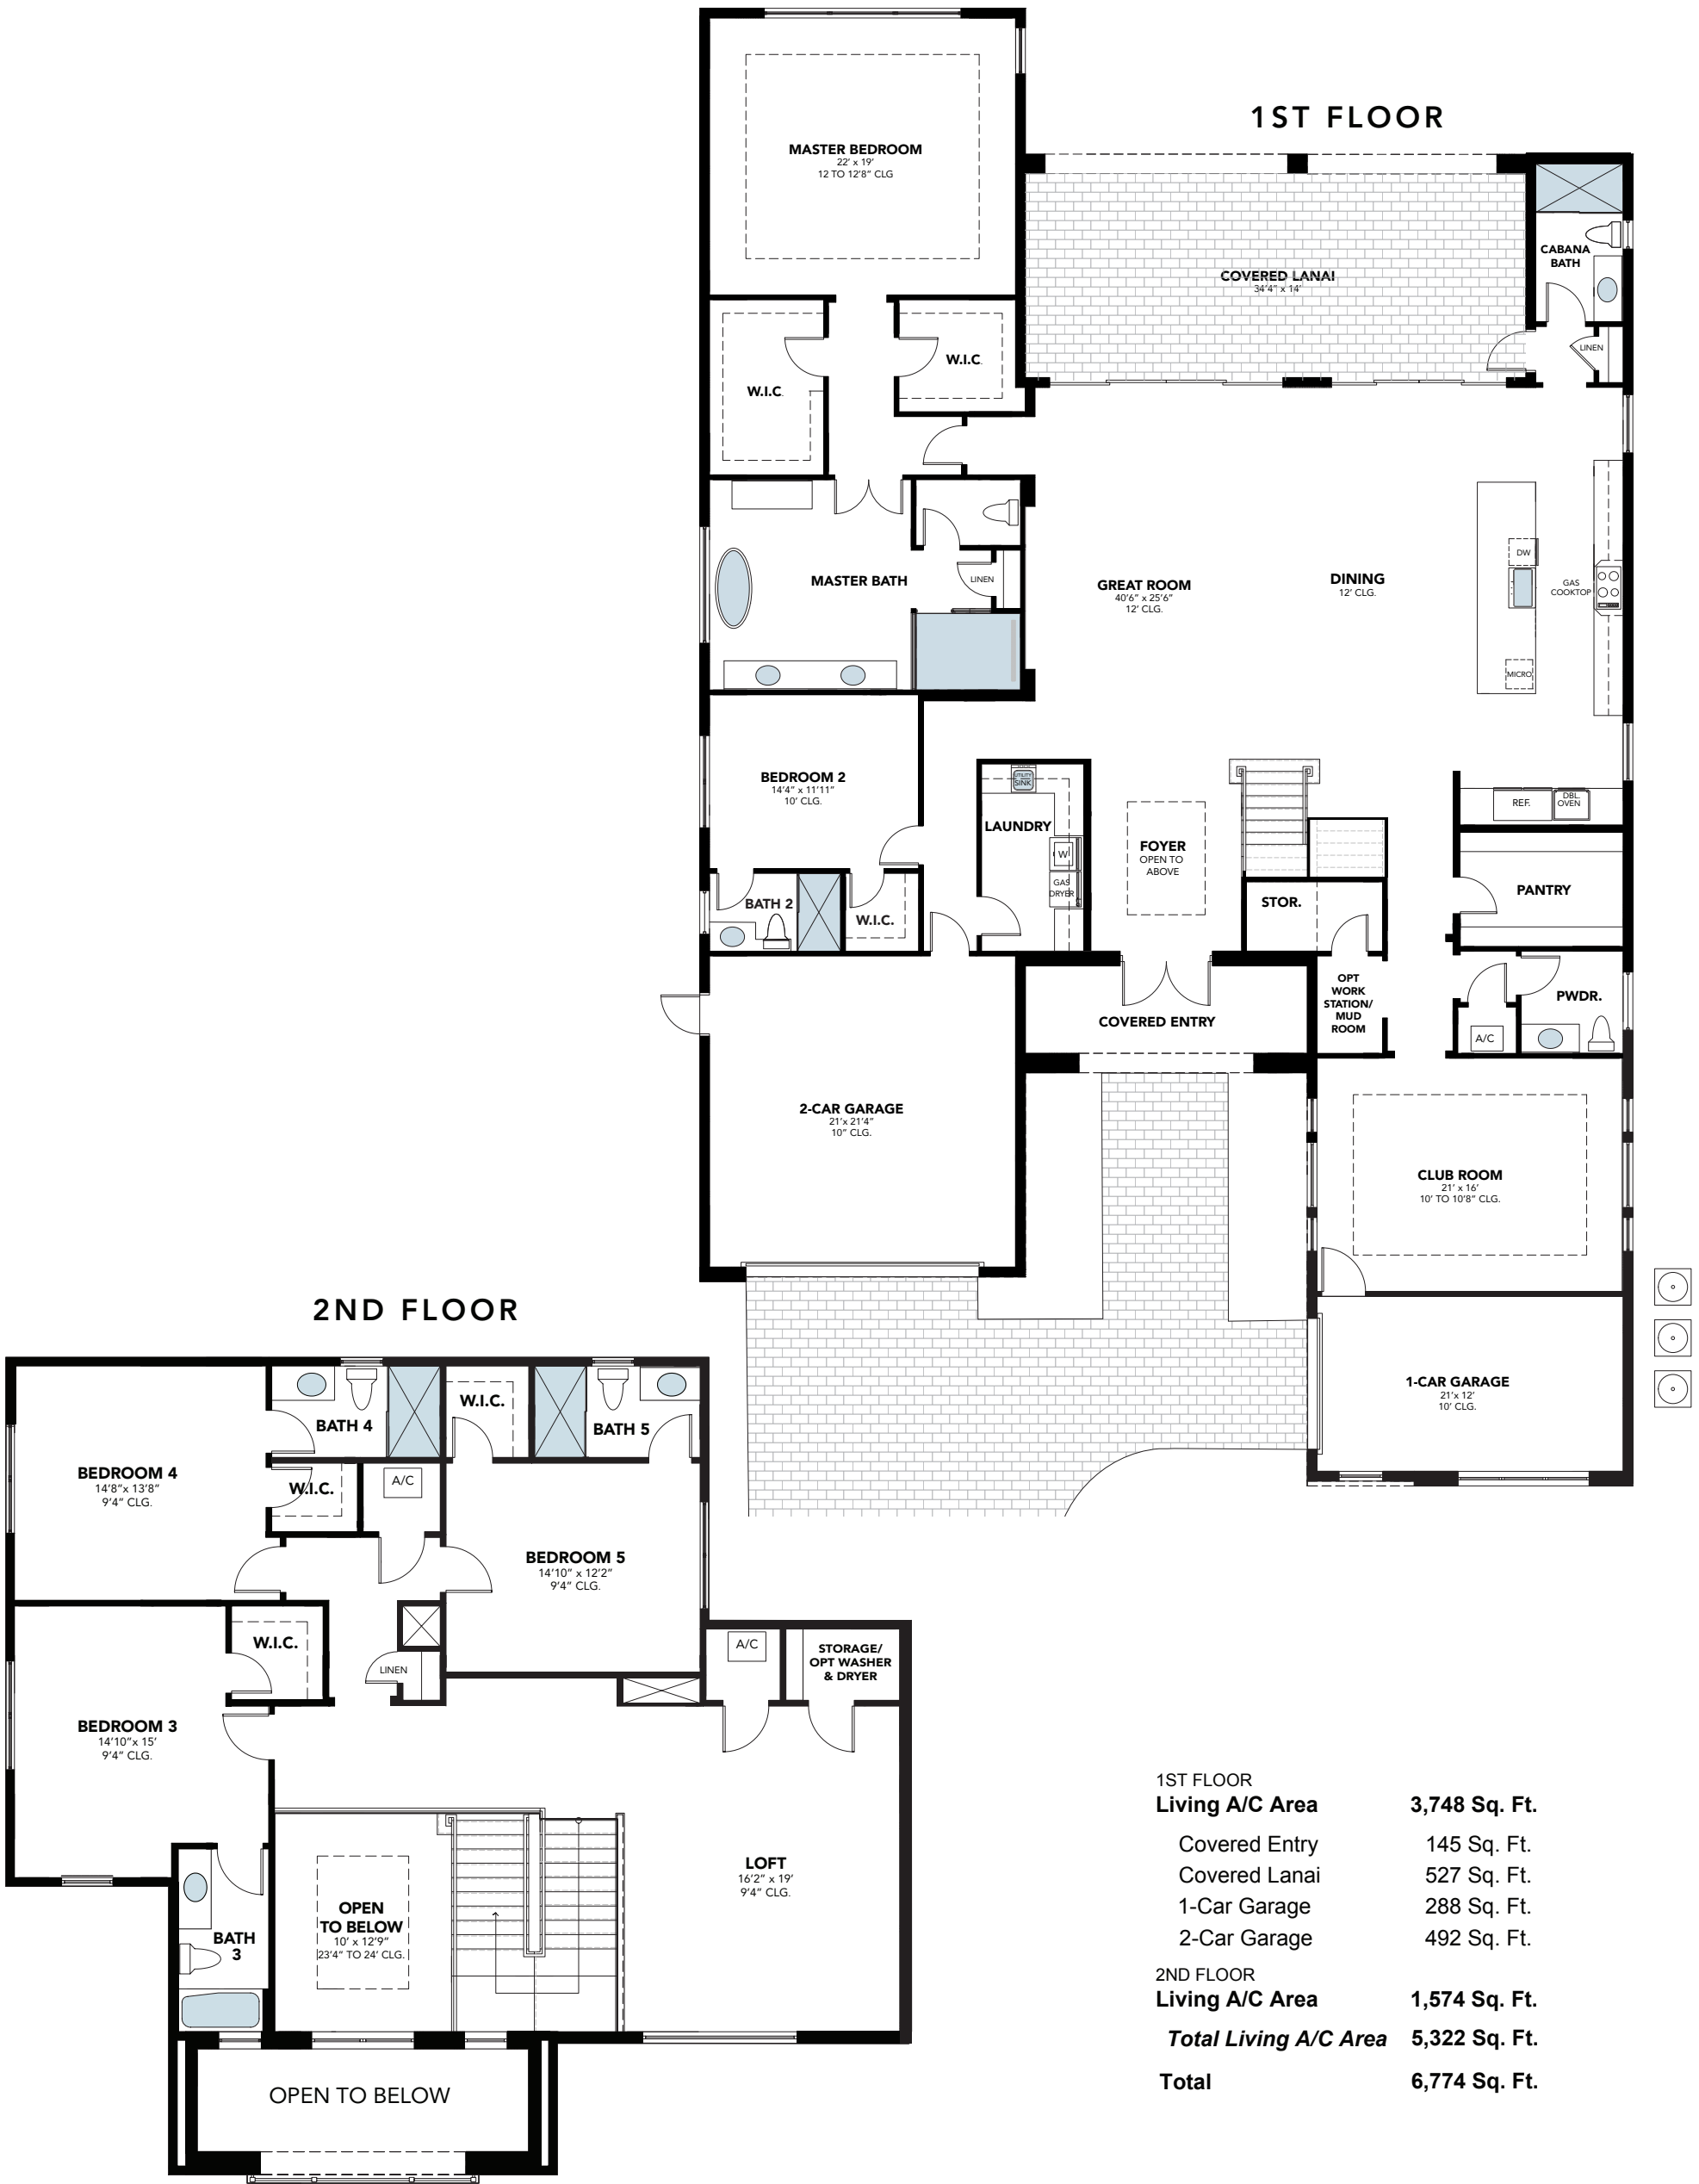 1ST FLOOR
MASTER BEDROOM
22' x 19'
12 TO 12'8" CLG
COVERED LANAI
34'4" x 14'
CABANA
BATH
LINEN
W.I.C.
W.I.C.
MASTER BATH
LINEN
GREAT ROOM
40'6" x 25'6"
12' CLG.
DINING
12' CLG.
DW
GAS
COOKTOP
MICRO
BEDROOM 2
14'4" x 11'11"
10' CLG.
UTILITY
SINK
LAUNDRY
W
GAS
DRYER
FOYER
OPEN TO
ABOVE
REF.
DBL.
OVEN
PANTRY
STOR.
BATH 2
W.I.C.
OPT
WORK
STATION/
MUD
ROOM
PWDR.
A/C
COVERED ENTRY
2-CAR GARAGE
21'x 21'4"
10" CLG.
CLUB ROOM
21' x 16'
10' TO 10'8" CLG.
1-CAR GARAGE
21'x 12'
10' CLG.
2ND FLOOR
BATH 4
W.I.C.
BATH 5
BEDROOM 4
14'8"x 13'8"
9'4" CLG.
W.I.C.
A/C
BEDROOM 5
14'10" x 12'2"
9'4" CLG.
W.I.C.
LINEN
A/C
STORAGE/
OPT WASHER
& DRYER
BEDROOM 3
14'10"x 15'
9'4" CLG.
LOFT
16'2" x 19'
9'4" CLG.
OPEN
TO BELOW
10' x 12'9"
23'4" TO 24' CLG.
BATH
3
OPEN TO BELOW
1ST FLOOR
Living A/C Area 3,748 Sq. Ft.
Covered Entry 145 Sq. Ft.
Covered Lanai 527 Sq. Ft.
1-Car Garage 288 Sq. Ft.
2-Car Garage 492 Sq. Ft.
2ND FLOOR
Living A/C Area 1,574 Sq. Ft.
Total Living A/C Area 5,322 Sq. Ft.
Total 6,774 Sq. Ft.